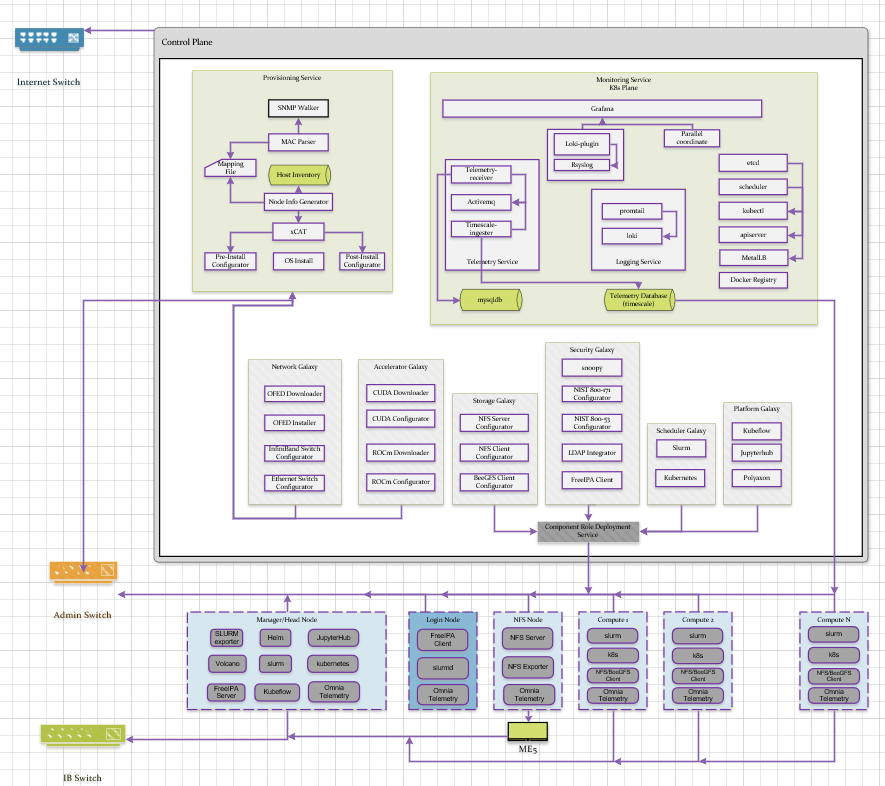 Control Plane
Internet Switch
Provisioning Service
SNMP Walker
MAC Parser
Mapping
File
Host Inventory
Node Info Generator
xCAT
Pre-Install
Configurator
OS Install
Post-Install
Configurator
Monitoring Service
K8s Plane
Grafana
Loki-plugin
Rsyslog
Parallel
coordinate
Telemetry-
receiver
Activemq
Timescale-
ingester
Telemetry Service
promtail
loki
Logging Service
etcd
scheduler
kubectl
apiserver
MetalLB
Docker Registry
mysqldb
Telemetry Database
(timescale)
Network Galaxy
OFED Downloader
OFED Installer
InfiniBand Switch
Configurator
Ethernet Switch
Configurator
Accelerator Galaxy
CUDA Downloader
CUDA Configurator
ROCm Downloader
ROCm Configurator
Storage Galaxy
NFS Server
Configurator
NFS Client
Configurator
BeeGFS Client
Configurator
Security Galaxy
snoopy
NIST 800-171
Configurator
NIST 800-53
Configurator
LDAP Integrator
FreeIPA Client
Scheduler Galaxy
Slurm
Kubernetes
Platform Galaxy
Kubeflow
Jupyterhub
Polyaxon
Component Role Deployment
Service
Admin Switch
Manager/Head Node
SLURM
exporter
Helm
JupyterHub
Volcano
slurm
kubernetes
FreeIPA
Server
Kubeflow
Omnia
Telemetry
Login Node
FreeIPA
Client
slurmd
Omnia
Telemetry
NFS Node
NFS Server
NFS Exporter
Omnia
Telemetry
Compute 1
slurm
k8s
NFS/BeeGFS
Client
Omnia
Telemetry
Compute 2
slurm
k8s
NFS/BeeGFS
Client
Omnia
Telemetry
Compute N
slurm
k8s
NFS/BeeGFS
Client
Omnia
Telemetry
ME5
IB Switch